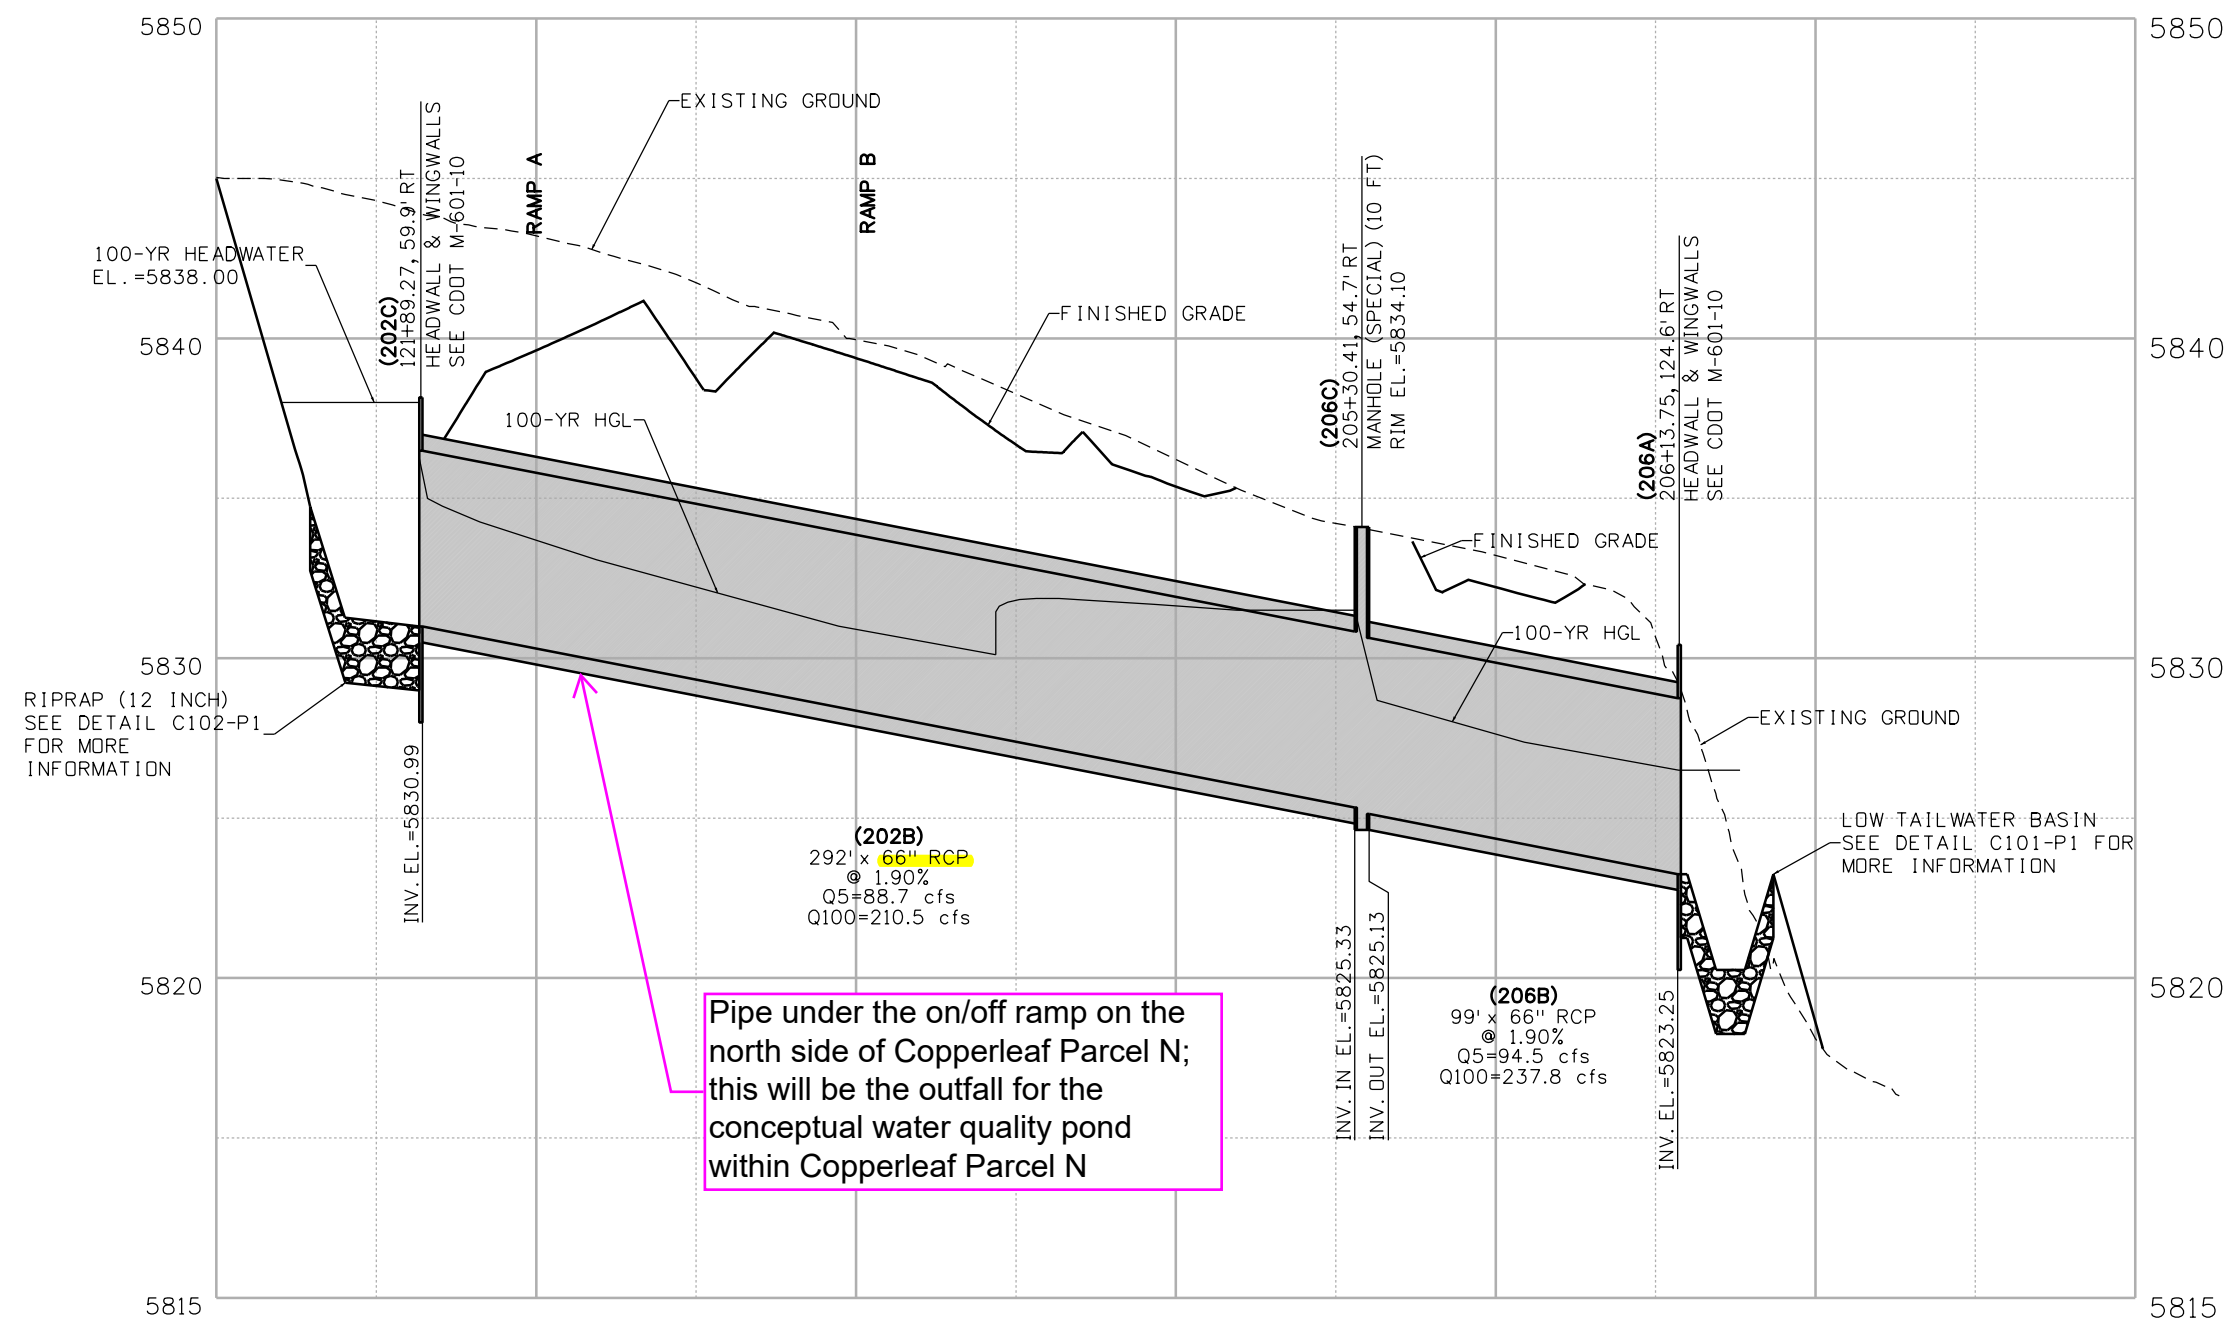 5850
5850
EXISTING GROUND
RAMP A
RAMP B
(202C)
121+89.27, 59.9' RT
HEADWALL & WINGWALLS
SEE CDOT M-601-10
100-YR HEADWATER
EL.=5838.00
(206C)
205+30.41, 54.7' RT
MANHOLE (SPECIAL) (10 FT)
RIM EL.=5834.10
(206A)
206+13.75, 124.6' RT
HEADWALL & WINGWALLS
SEE CDOT M-601-10
FINISHED GRADE
5840
5840
100-YR HGL
FINISHED GRADE
100-YR HGL
5830
5830
RIPRAP (12 INCH)
SEE DETAIL C102-P1
FOR MORE
INFORMATION
EXISTING GROUND
INV. EL.=5830.99
(202B)
292' x 66" RCP
@ 1.90%
Q5=88.7 cfs
Q100=210.5 cfs
LOW TAILWATER BASIN
SEE DETAIL C101-P1 FOR
MORE INFORMATION
INV. IN EL.=5825.33
INV. OUT EL.=5825.13
5820
5820
(206B)
99' x 66" RCP
@ 1.90%
Q5=94.5 cfs
Q100=237.8 cfs
INV. EL.=5823.25
Pipe under the on/off ramp on the
north side of Copperleaf Parcel N;
this will be the outfall for the
conceptual water quality pond
within Copperleaf Parcel N
5815
5815